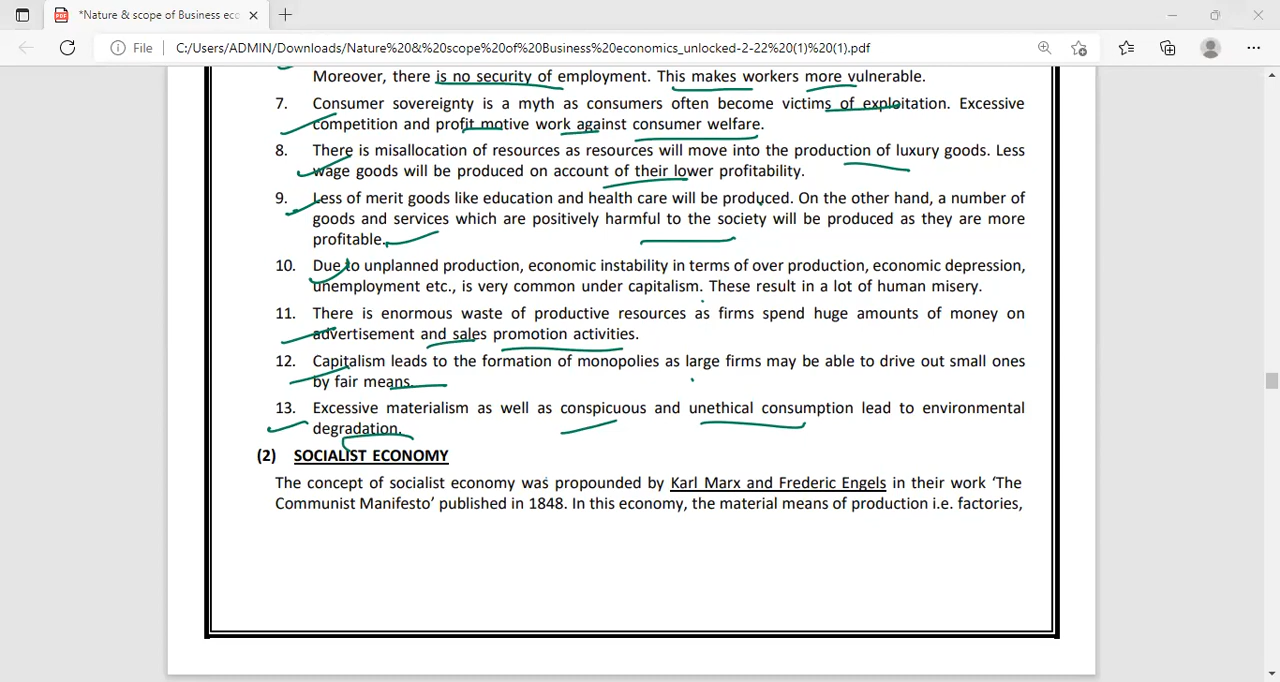 *Nature & scope of Business eco
File
C:/Users/ADMIN/Downloads/Nature%20&%20scope%20of%20Business%20economics_unlocked-2-22%20(1)%20(1).pdf
Moreover, there is no security of employment. This makes workers more vulnerable.
7. Consumer sovereignty is a myth as consumers often become victims of exploitation. Excessive
competition and profit motive work against consumer welfare.
8. There is misallocation of resources as resources will move into the production of luxury goods. Less
wage goods will be produced on account of their lower profitability.
9. Less of merit goods like education and health care will be produced. On the other hand, a number of
goods and services which are positively harmful to the society will be produced as they are more
profitable.
10. Due to unplanned production, economic instability in terms of over production, economic depression,
unemployment etc., is very common under capitalism. These result in a lot of human misery.
11. There is enormous waste of productive resources as firms spend huge amounts of money on
advertisement and sales promotion activities.
12. Capitalism leads to the formation of monopolies as large firms may be able to drive out small ones
by fair means.
13. Excessive materialism as well as conspicuous and unethical consumption lead to environmental
degradation.
(2) SOCIALIST ECONOMY
The concept of socialist economy was propounded by Karl Marx and Frederic Engels in their work ‘The
Communist Manifesto’ published in 1848. In this economy, the material means of production i.e. factories,